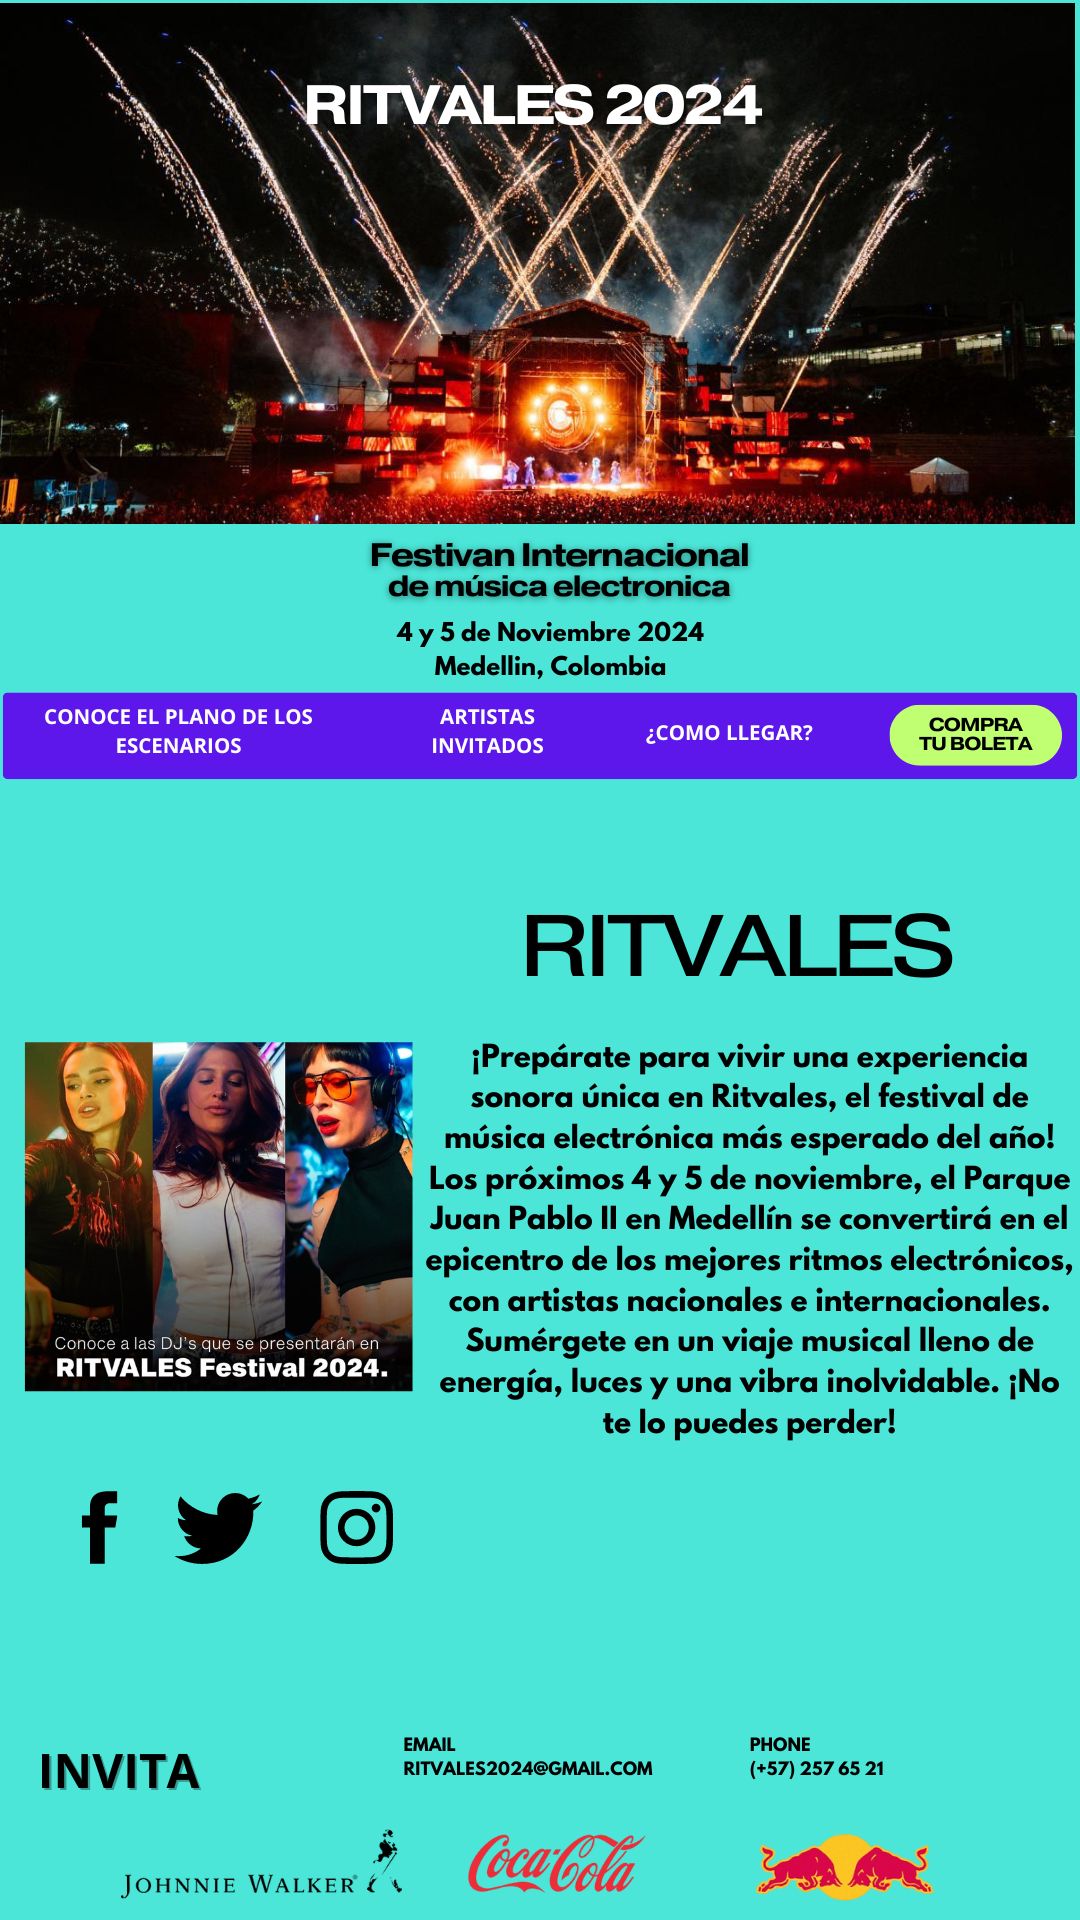 RITVALES 2024
Festivan Internacional
de música electronica
4 y 5 de Noviembre 2024
Medellin, Colombia
CONOCE EL PLANO DE LOS
ESCENARIOS
ARTISTAS
INVITADOS
¿COMO LLEGAR?
COMPRA
TU BOLETA
RITVALES
¡Prepárate para vivir una experiencia
sonora única en Ritvales, el festival de
música electrónica más esperado del año!
Los próximos 4 y 5 de noviembre, el Parque
Juan Pablo II en Medellín se convertirá en el
epicentro de los mejores ritmos electrónicos,
con artistas nacionales e internacionales.
Sumérgete en un viaje musical lleno de
energía, luces y una vibra inolvidable. ¡No
te lo puedes perder!
Conoce a las DJ's que se presentarán en
RITVALES Festival 2024.
INVITA
EMAIL
RITVALES2024@GMAIL.COM
PHONE
(+57) 257 65 21
JOHNNIE WALKER®
Coca-Cola